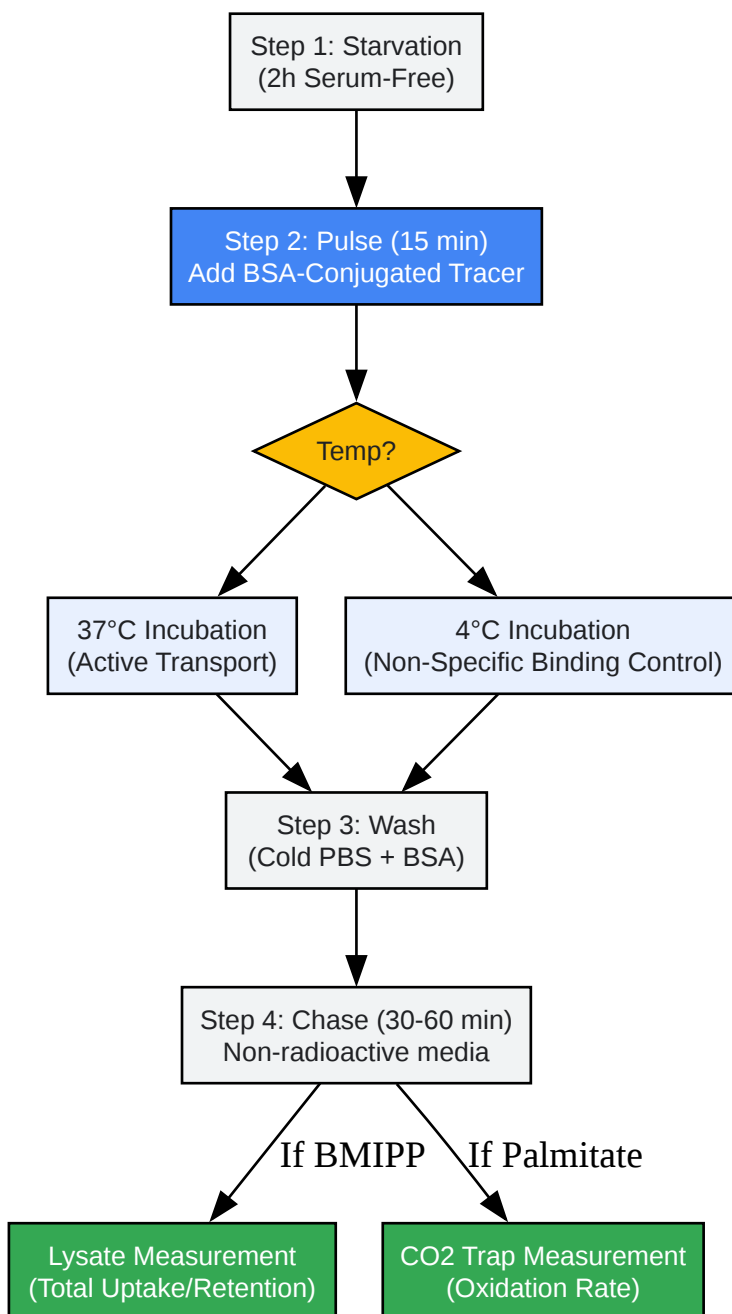 Step 1: Starvation
(2h Serum-Free)
Step 2: Pulse (15 min)
Add BSA-Conjugated Tracer
Temp?
37°C Incubation
(Active Transport)
4°C Incubation
(Non-Specific Binding Control)
Step 3: Wash
(Cold PBS + BSA)
Step 4: Chase (30-60 min)
Non-radioactive media
If BMIPP
If Palmitate
Lysate Measurement
(Total Uptake/Retention)
CO2 Trap Measurement
(Oxidation Rate)